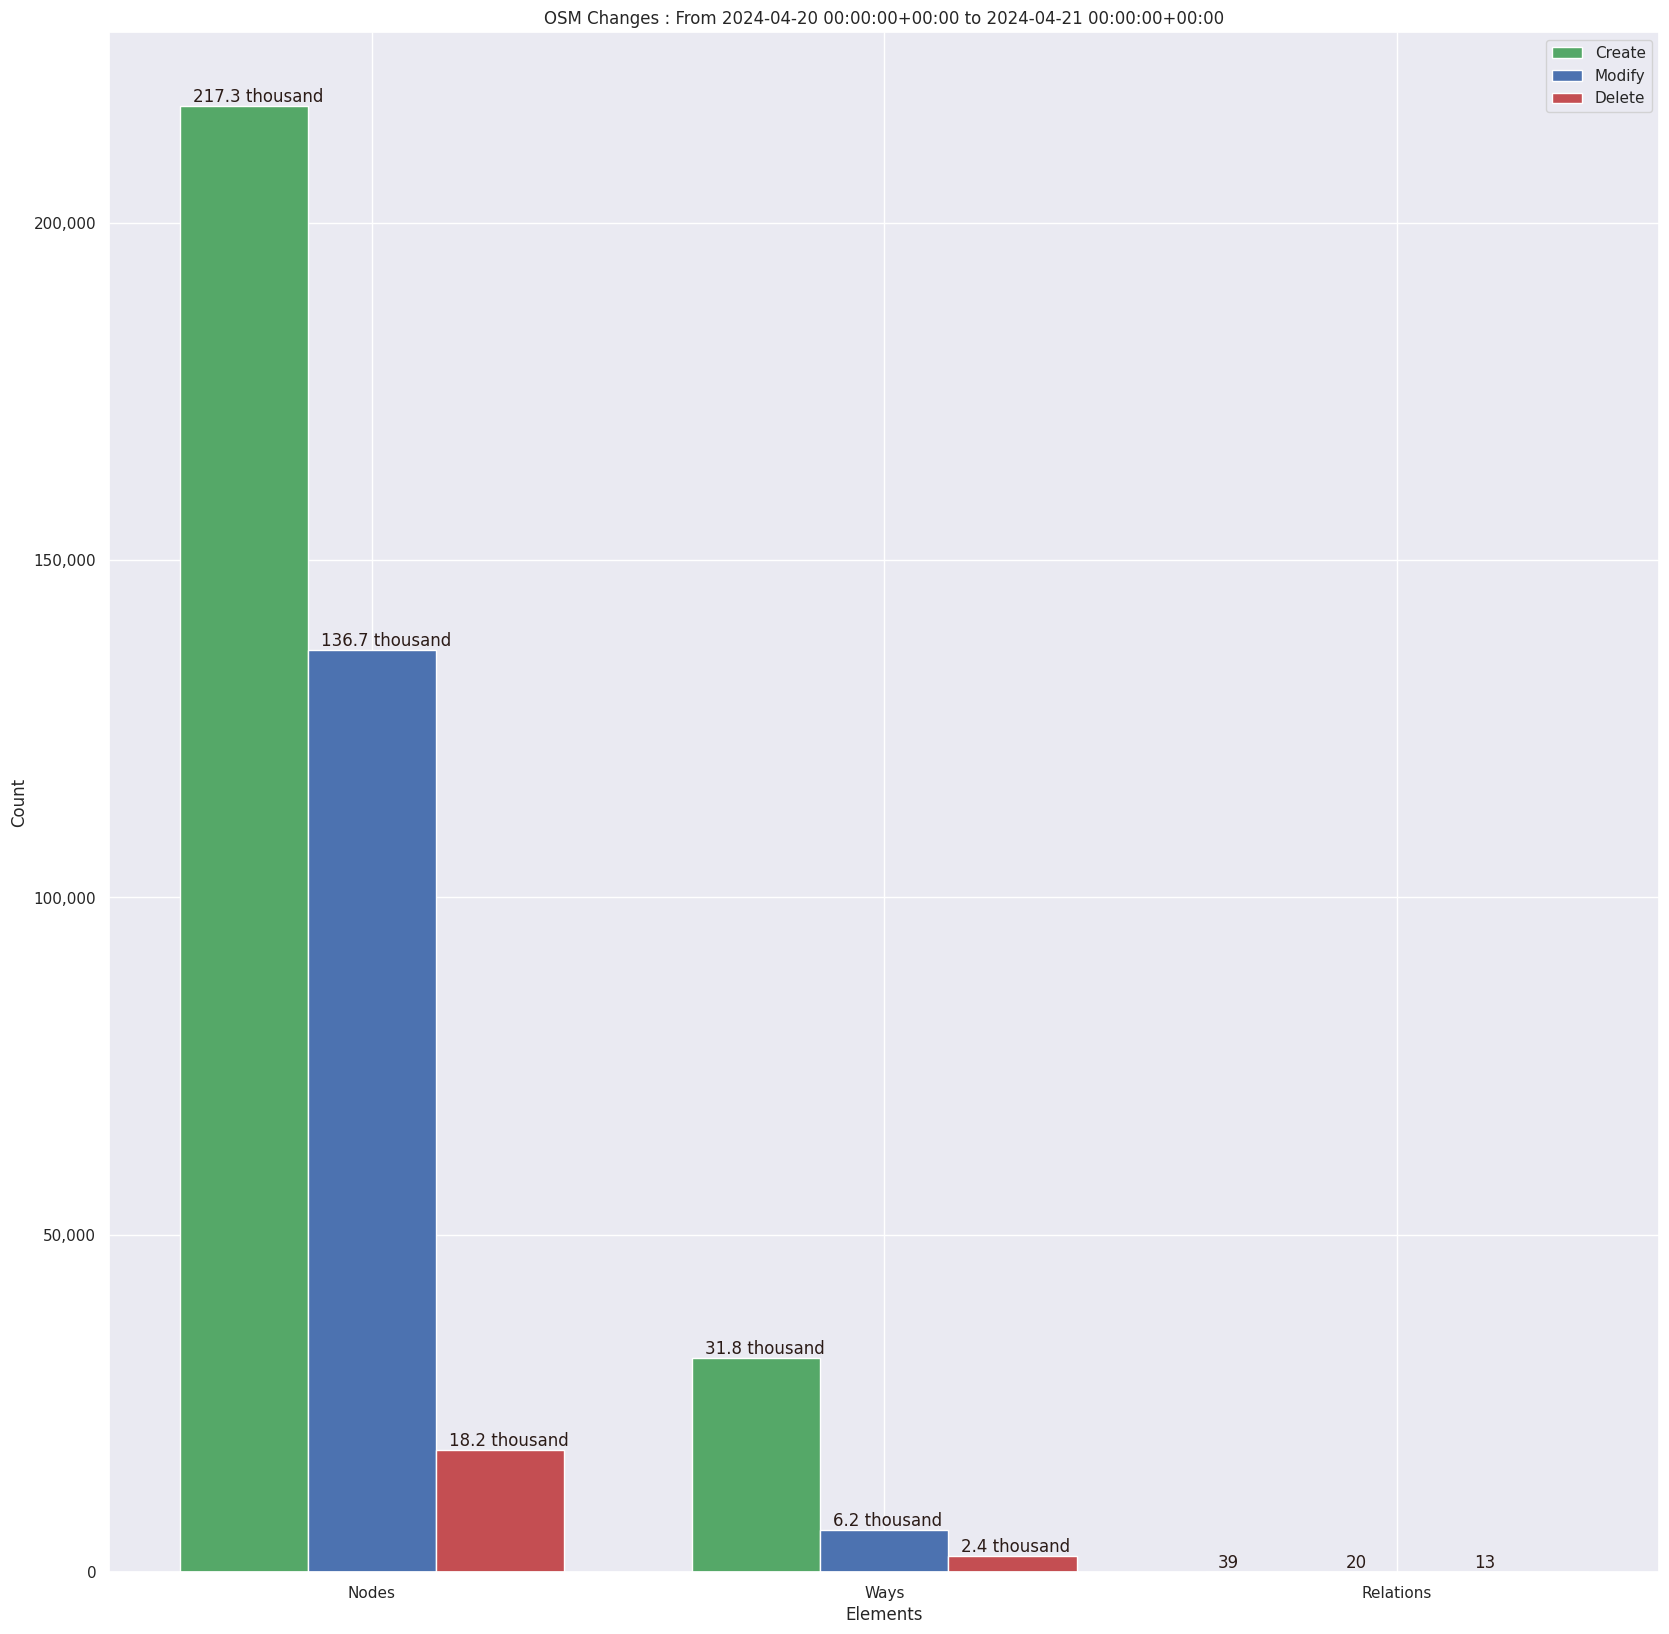 OSM Changes : From 2024-04-20 00:00:00+00:00 to 2024-04-21 00:00:00+00:00
Create
Modify
Delete
217.3 thousand
200,000
150,000
136.7 thousand
Count
100,000
50,000
31.8 thousand
18.2 thousand
6.2 thousand
2.4 thousand
39
20
13
0
Nodes
Ways
Relations
Elements